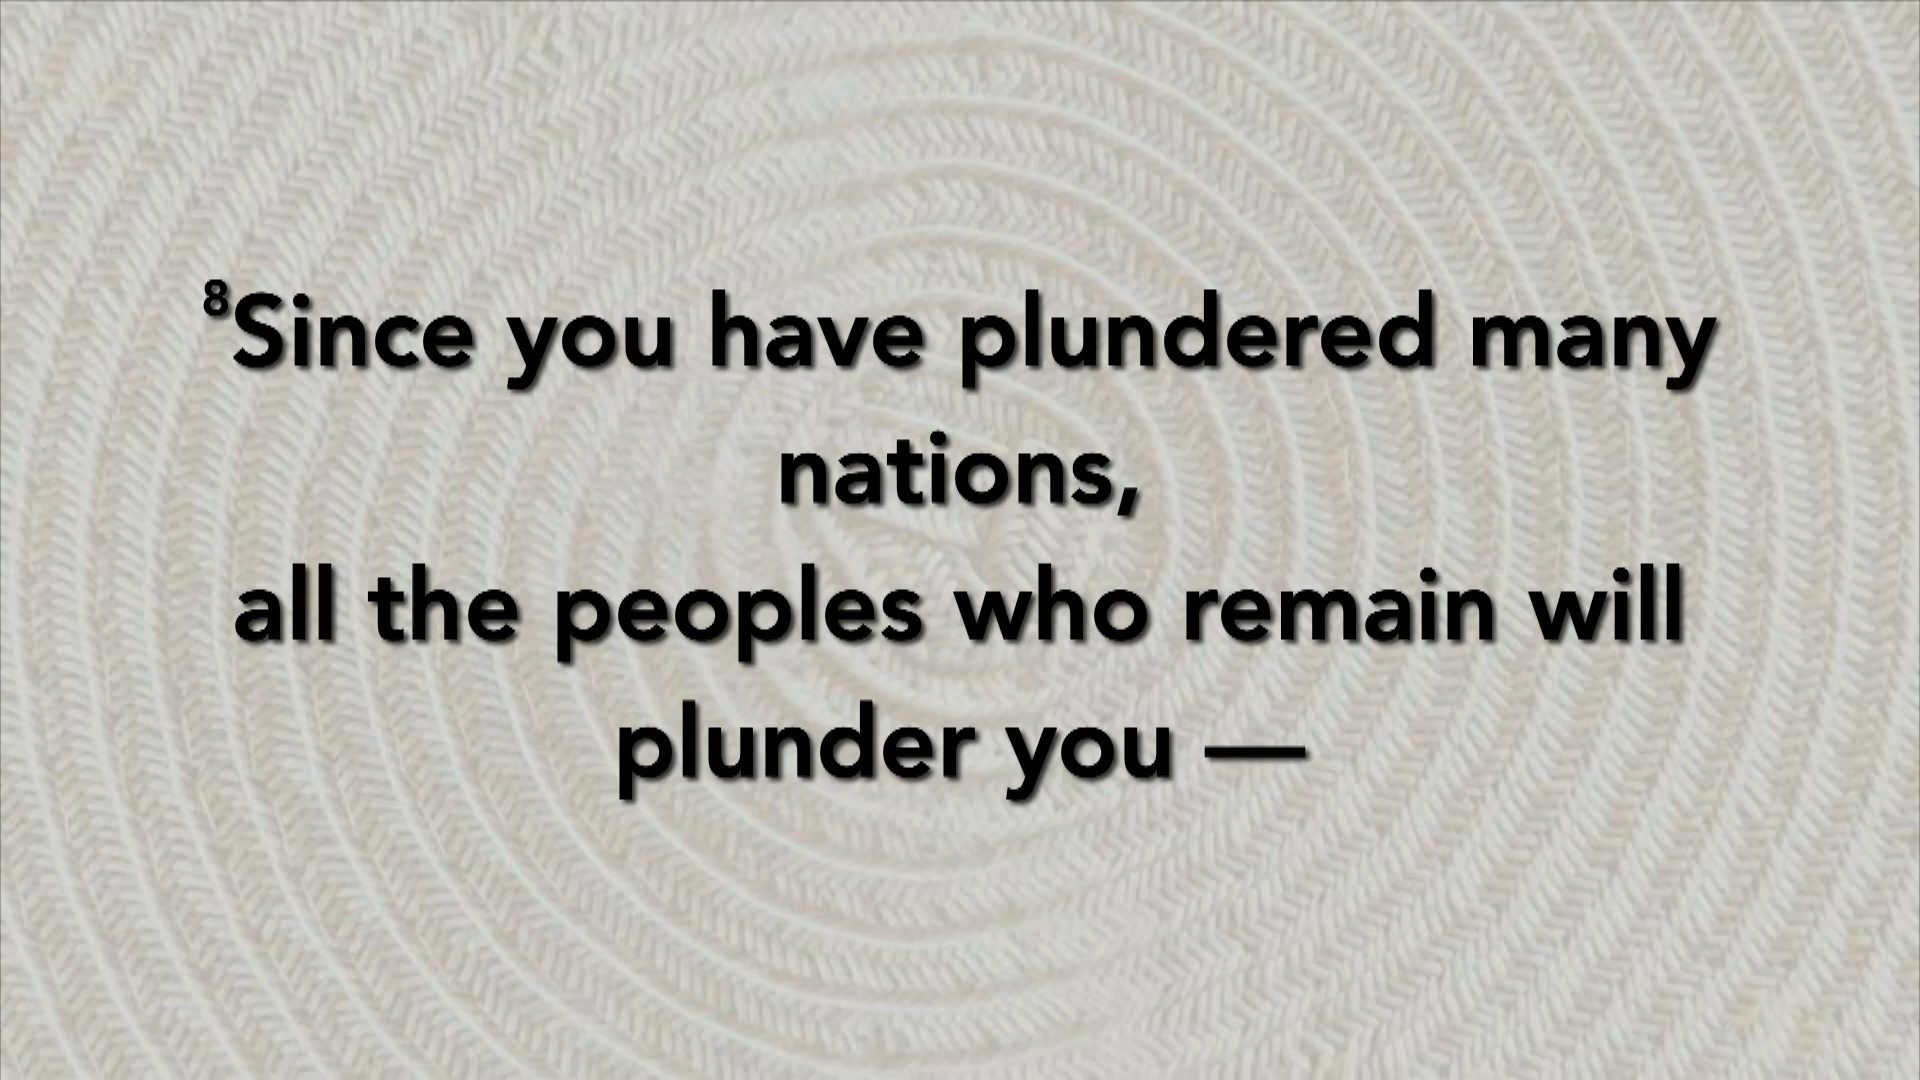 ⁸Since you have plundered many
nations,
all the peoples who remain will
plunder you —